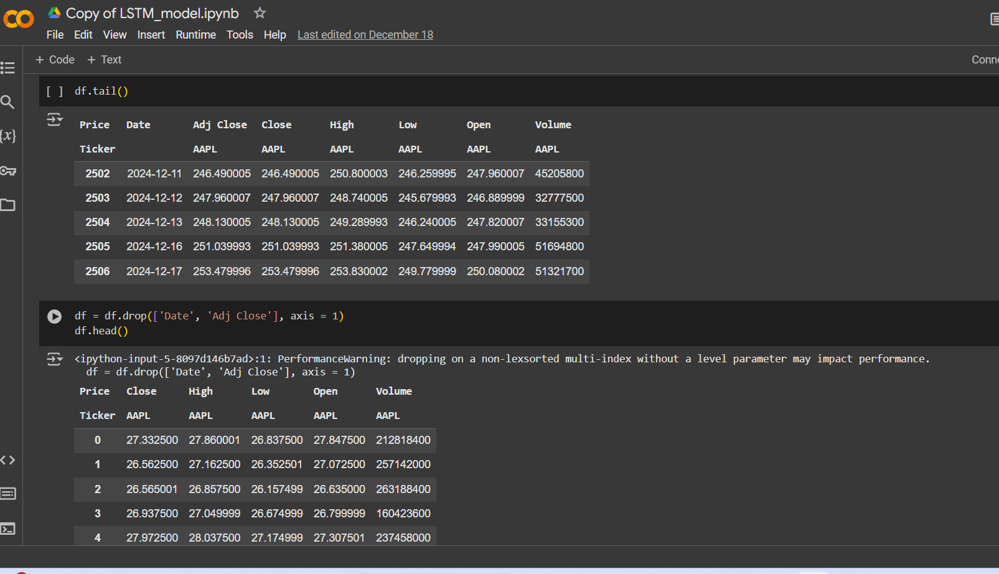 Copy of LSTM_model.ipynb
File Edit View Insert Runtime Tools Help Last edited on December 18
+ Code + Text
Conne
[ ] df.tail()
Price Date Adj Close Close High Low Open Volume
Ticker AAPL AAPL AAPL AAPL AAPL AAPL
2502 2024-12-11 246.490005 246.490005 250.800003 246.259995 247.960007 45205800
2503 2024-12-12 247.960007 247.960007 248.740005 245.679993 246.889999 32777500
2504 2024-12-13 248.130005 248.130005 249.289993 246.240005 247.820007 33155300
2505 2024-12-16 251.039993 251.039993 251.380005 247.649994 247.990005 51694800
2506 2024-12-17 253.479996 253.479996 253.830002 249.779999 250.080002 51321700
df = df.drop(['Date', 'Adj Close'], axis = 1)
df.head()
<ipython-input-5-8097d146b7ad>:1: PerformanceWarning: dropping on a non-lexsorted multi-index without a level parameter may impact performance.
df = df.drop(['Date', 'Adj Close'], axis = 1)
Price Close High Low Open Volume
Ticker AAPL AAPL AAPL AAPL AAPL
0 27.332500 27.860001 26.837500 27.847500 212818400
1 26.562500 27.162500 26.352501 27.072500 257142000
2 26.565001 26.857500 26.157499 26.635000 263188400
3 26.937500 27.049999 26.674999 26.799999 160423600
4 27.972500 28.037500 27.174999 27.307501 237458000